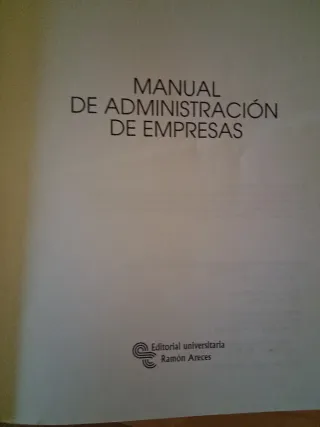 MANUAL
DE ADMINISTRACIÓN
DE EMPRESAS
Editorial universitaria
Ramón Areces